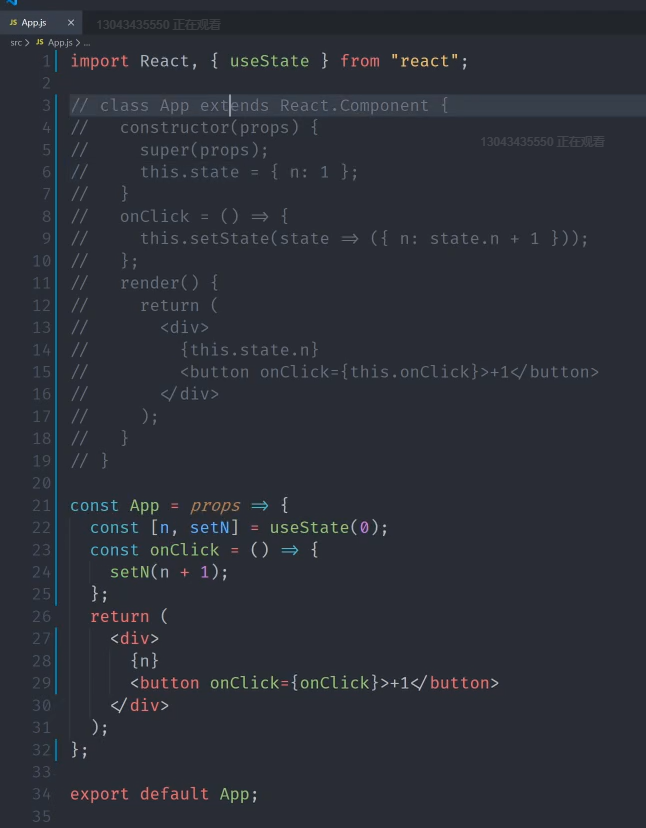 JS App.js × 13043435550 正在观看
src > JS App.js > ...
1 import React, { useState } from "react";
2
3 // class App extends React.Component {
4 //   constructor(props) {
13043435550 正在观看
5 //     super(props);
6 //     this.state = { n: 1 };
7 //   }
8 //   onClick = () => {
9 //     this.setState(state => ({ n: state.n + 1 }));
10 //   };
11 //   render() {
12 //     return (
13 //       <div>
14 //         {this.state.n}
15 //         <button onClick={this.onClick}>+1</button>
16 //       </div>
17 //     );
18 //   }
19 // }
20
21 const App = props => {
22   const [n, setN] = useState(0);
23   const onClick = () => {
24     setN(n + 1);
25   };
26   return (
27     <div>
28       {n}
29       <button onClick={onClick}>+1</button>
30     </div>
31   );
32 };
33
34 export default App;
35